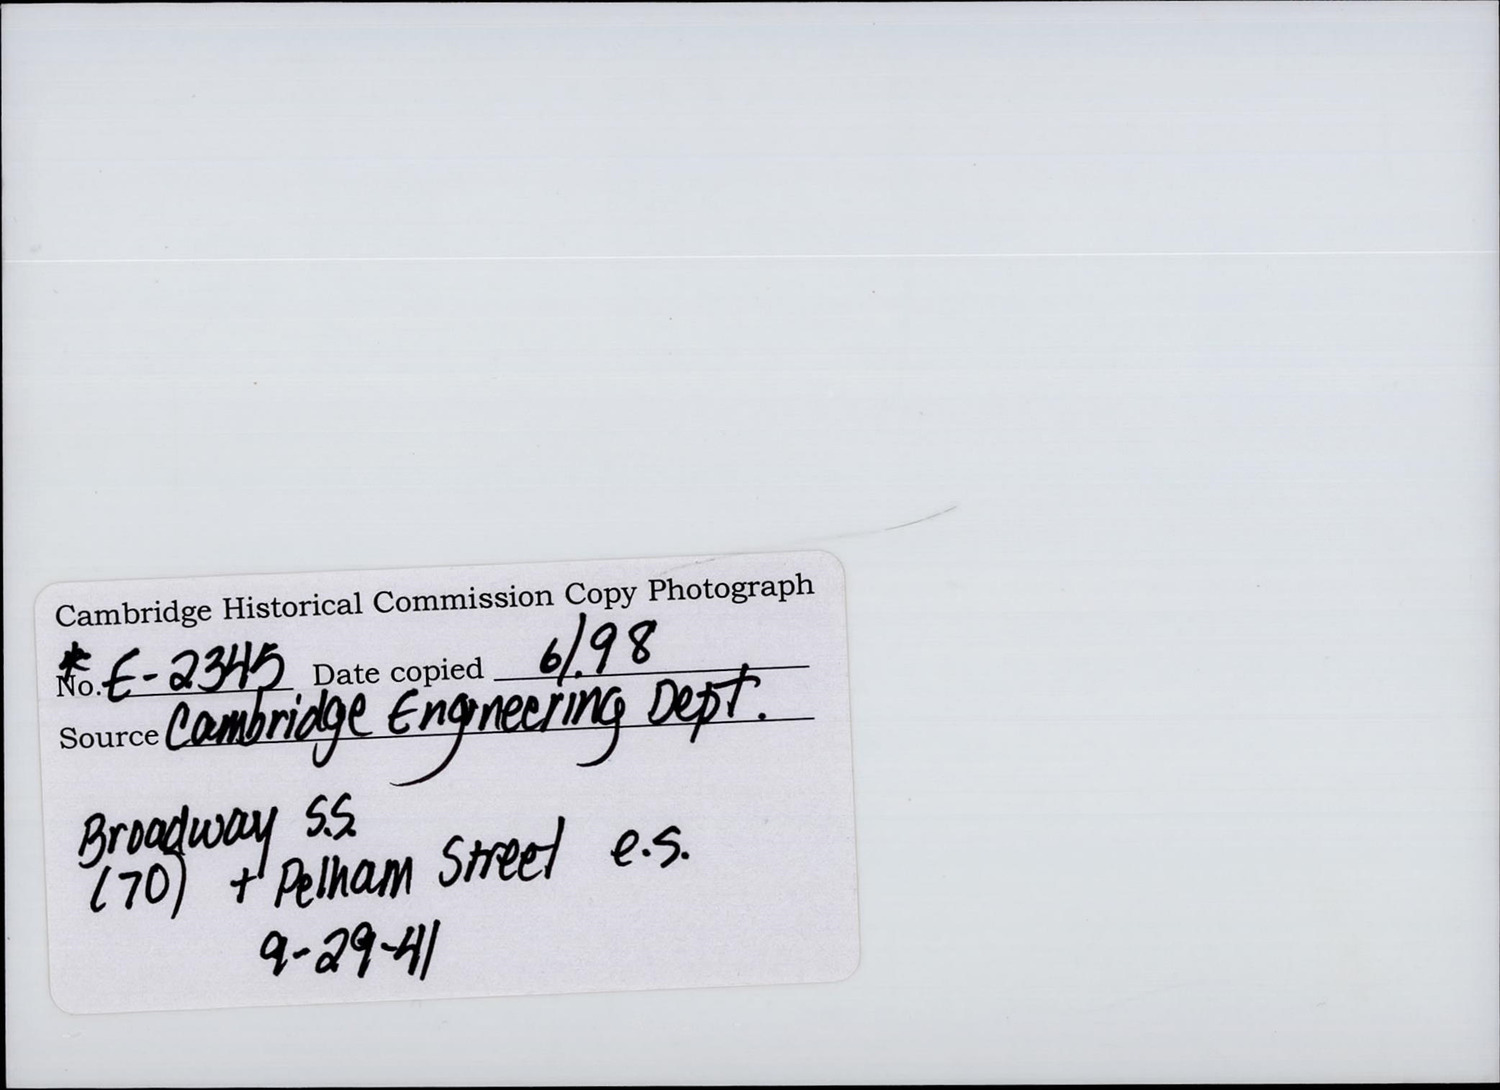 Cambridge Historical Commission Copy Photograph
* No. E-2345 Date copied 6/98
Source Cambridge Engineering Dept.
Broadway S.S.
(70) + Pelham Street e.s.
9-29-41